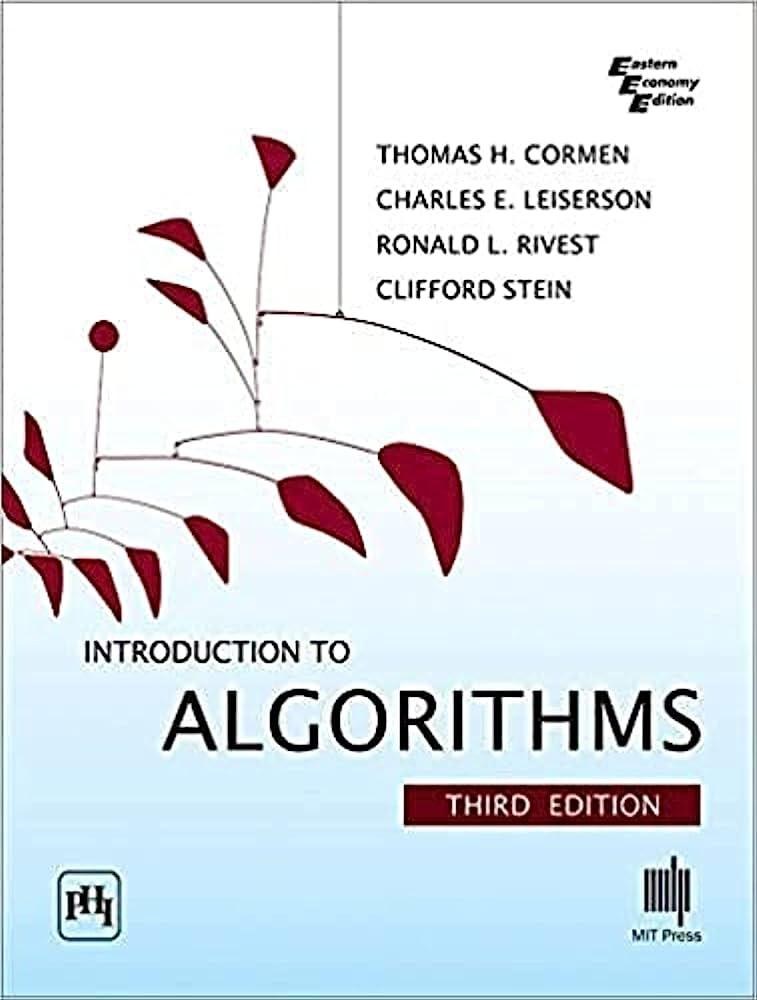 Eastern
Economy
Edition
THOMAS H. CORMEN
CHARLES E. LEISERSON
RONALD L. RIVEST
CLIFFORD STEIN
INTRODUCTION TO
ALGORITHMS
THIRD EDITION
PHI
MIT Press